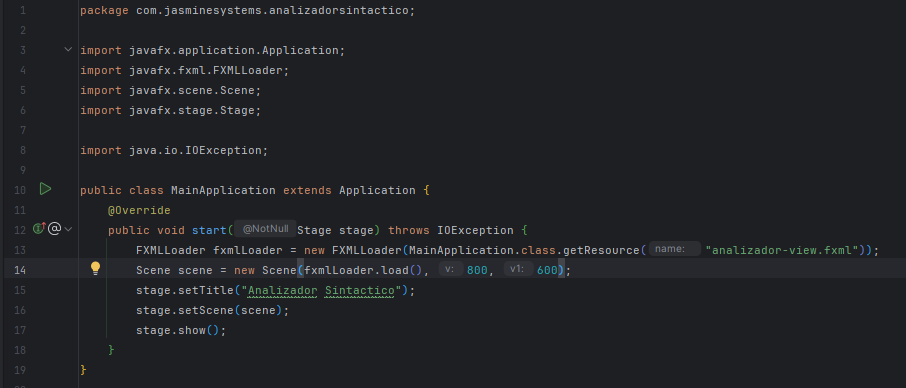 1 package com.jasminesystems.analizadorsintactico;
2
3 import javafx.application.Application;
4 import javafx.fxml.FXMLLoader;
5 import javafx.scene.Scene;
6 import javafx.stage.Stage;
7
8 import java.io.IOException;
9
10 public class MainApplication extends Application {
11 @Override
12 @ public void start( @NotNull Stage stage) throws IOException {
13 FXMLLoader fxmlLoader = new FXMLLoader(MainApplication.class.getResource( name: "analizador-view.fxml"));
14 Scene scene = new Scene(fxmlLoader.load(), v: 800, v1: 600);
15 stage.setTitle("Analizador Sintactico");
16 stage.setScene(scene);
17 stage.show();
18 }
19 }